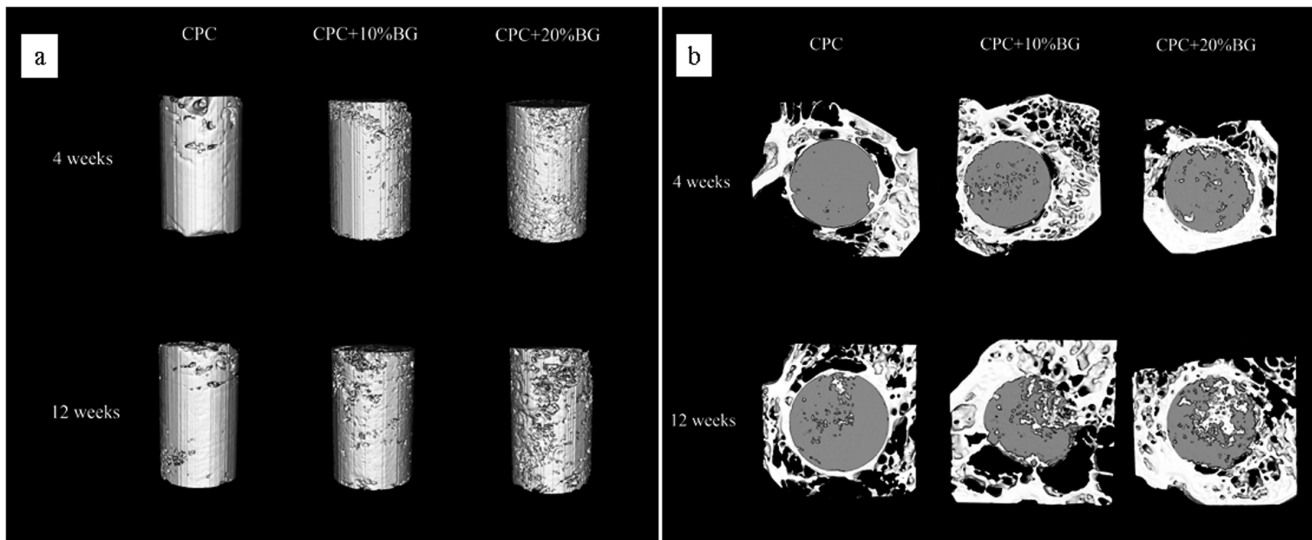 a
CPC CPC+10%BG CPC+20%BG
4 weeks
12 weeks
b
CPC CPC+10%BG CPC+20%BG
4 weeks
12 weeks